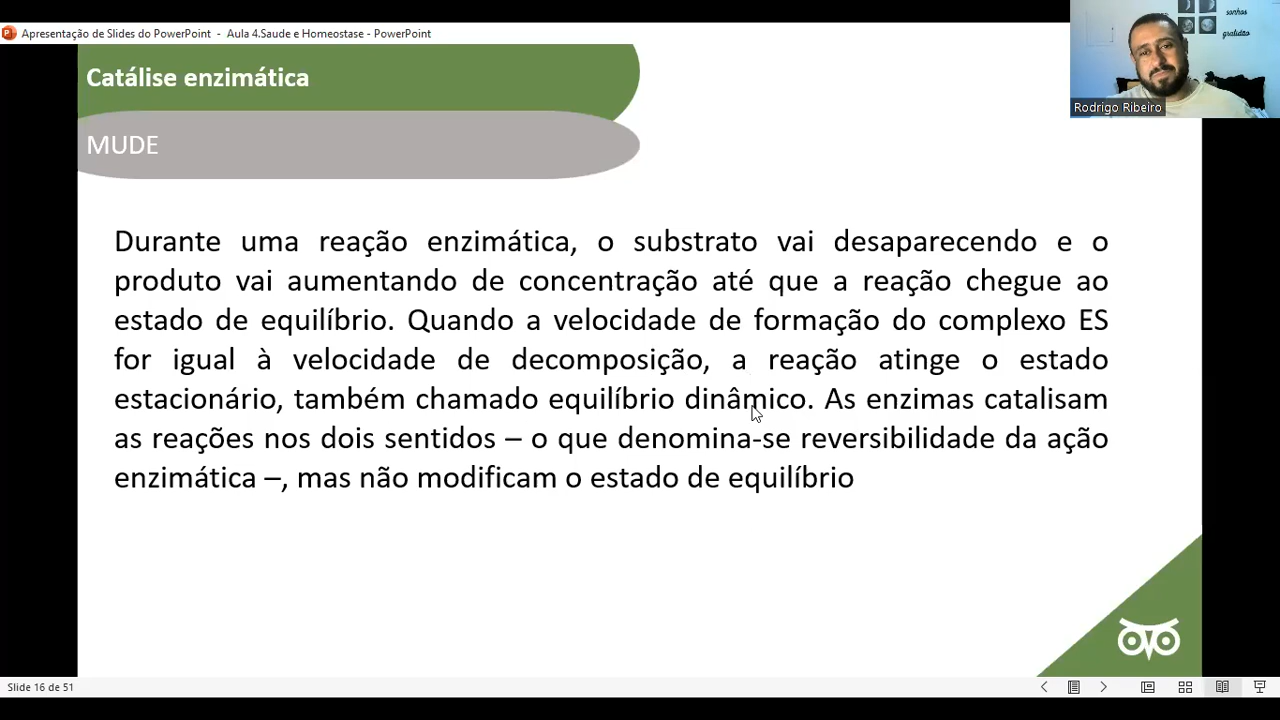 Apresentação de Slides do PowerPoint - Aula 4.Saude e Homeostase - PowerPoint
sonhos
gratidão
Rodrigo Ribeiro
Catálise enzimática
MUDE
Durante uma reação enzimática, o substrato vai desaparecendo e o
produto vai aumentando de concentração até que a reação chegue ao
estado de equilíbrio. Quando a velocidade de formação do complexo ES
for igual à velocidade de decomposição, a reação atinge o estado
estacionário, também chamado equilíbrio dinâmico. As enzimas catalisam
as reações nos dois sentidos – o que denomina-se reversibilidade da ação
enzimática –, mas não modificam o estado de equilíbrio
Slide 16 de 51